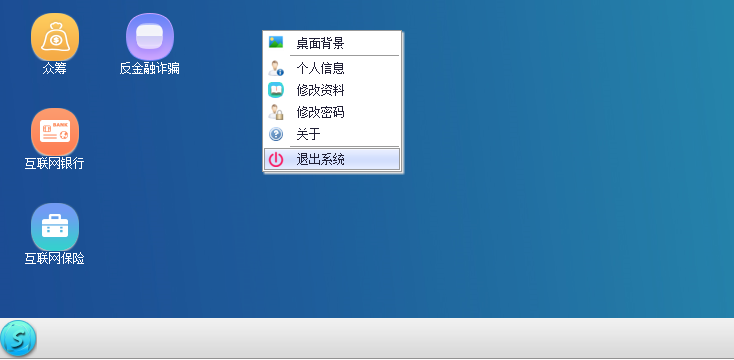 众筹
反金融诈骗
互联网银行
互联网保险
桌面背景
个人信息
修改资料
修改密码
关于
退出系统
S